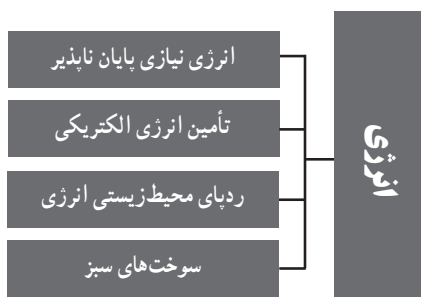 انرژی
انرژی نیازی پایان ناپذیر
تأمین انرژی الکتریکی
ردپای محیط‌زیستی انرژی
سوخت‌های سبز